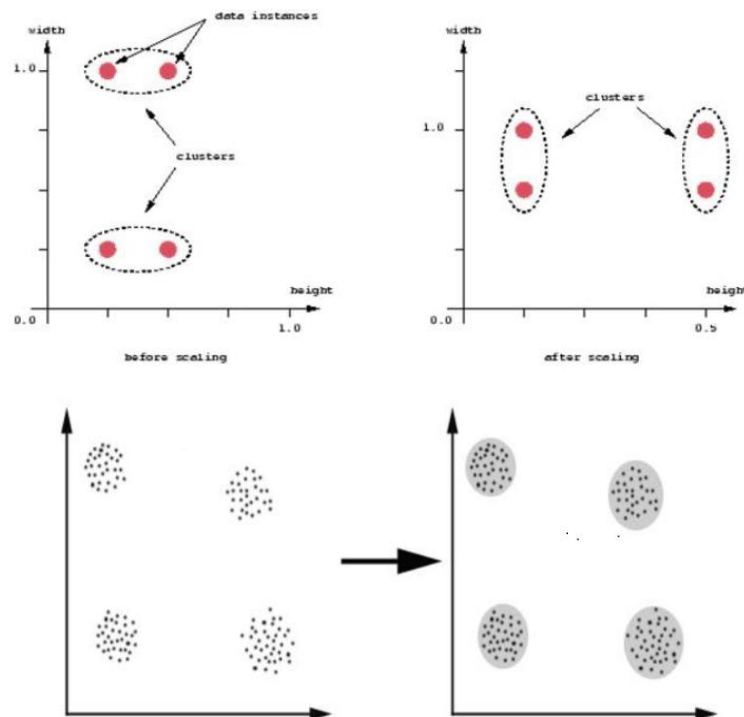 data instances
width
1.0
clusters
height
0.0
1.0
before scaling
width
clusters
1.0
height
0.0
0.5
after scaling